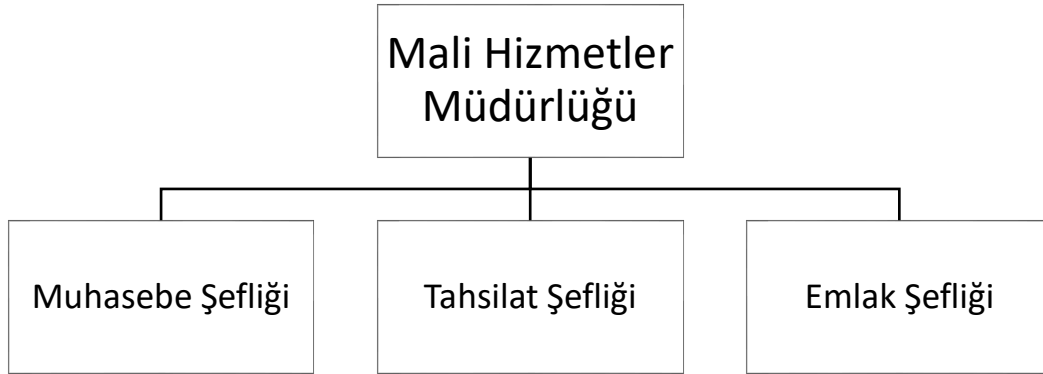 Mali Hizmetler
Müdürlüğü
Muhasebe Şefliği
Tahsilat Şefliği
Emlak Şefliği